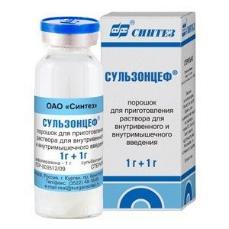 ОАО «Синтез»
СУЛЬЗОНЦЕФ®
порошок для
приготовления раствора
для внутривенного и
внутримышечного введения
1г+1г
СИНТЕЗ
СУЛЬЗОНЦЕФ®
порошок
для приготовления
раствора для
внутривенного и
внутримышечного
введения
1г+1г